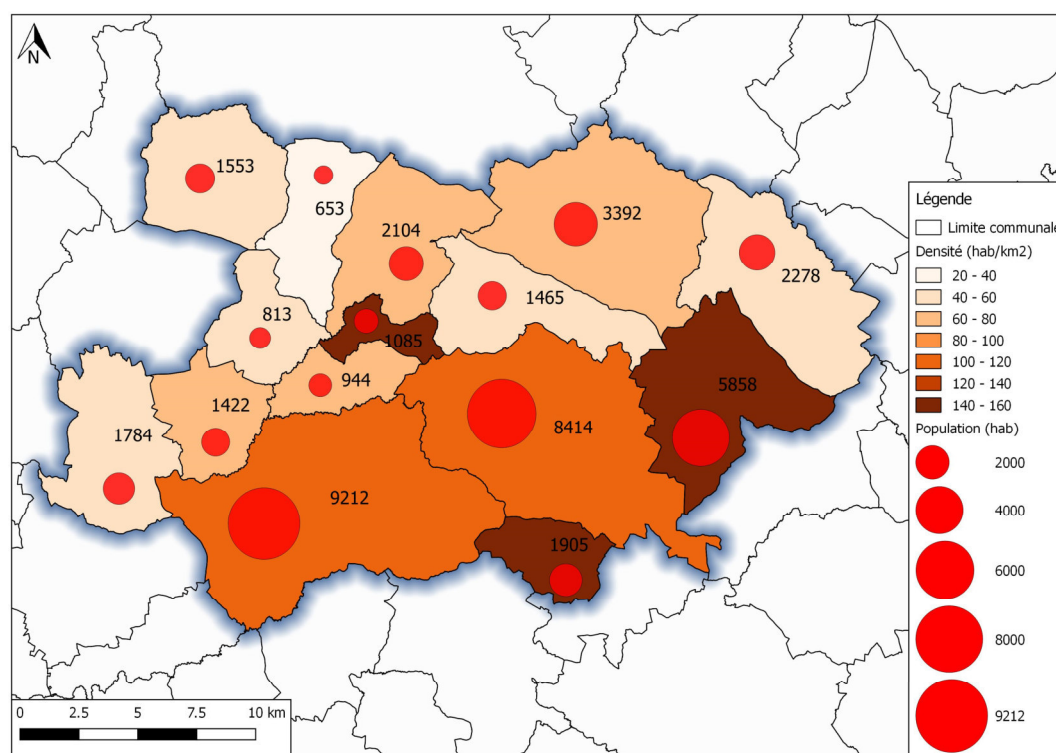 N
1553
653
2104
3392
2278
813
1465
1085
944
5858
1422
1784
8414
9212
1905
0 2.5 5 7.5 10 km
Légende
Limite communale
Densité (hab/km2)
20 - 40
40 - 60
60 - 80
80 - 100
100 - 120
120 - 140
140 - 160
Population (hab)
2000
4000
6000
8000
9212